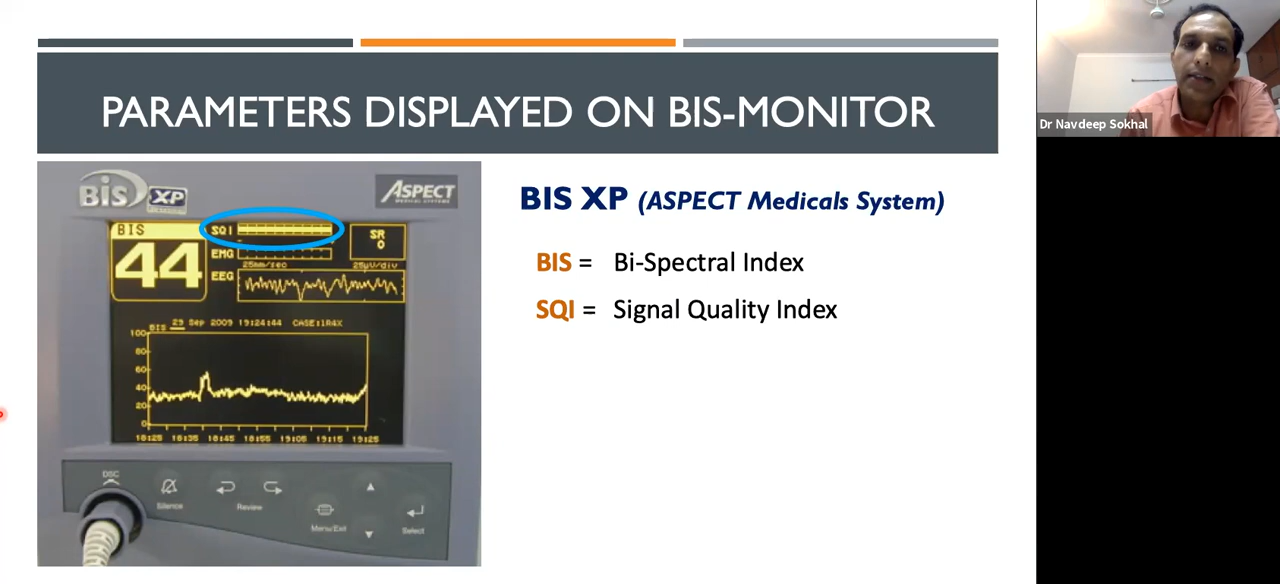 PARAMETERS DISPLAYED ON BIS-MONITOR
Dr Navdeep Sokhal
BIS XP
ASPECT
MEDICAL SYSTEMS
BIS
44
SQI
EMG
EEG
SR
0
25mm/sec
25µV/div
BIS
29 Sep 2009 19:24:44 CASE:1R4X
100
80
60
40
20
0
18:25 18:35 18:45 18:55 19:05 19:15 19:25
DSC
Silence
Review
Menu/Exit
Select
BIS XP (ASPECT Medicals System)
BIS = Bi-Spectral Index
SQI = Signal Quality Index